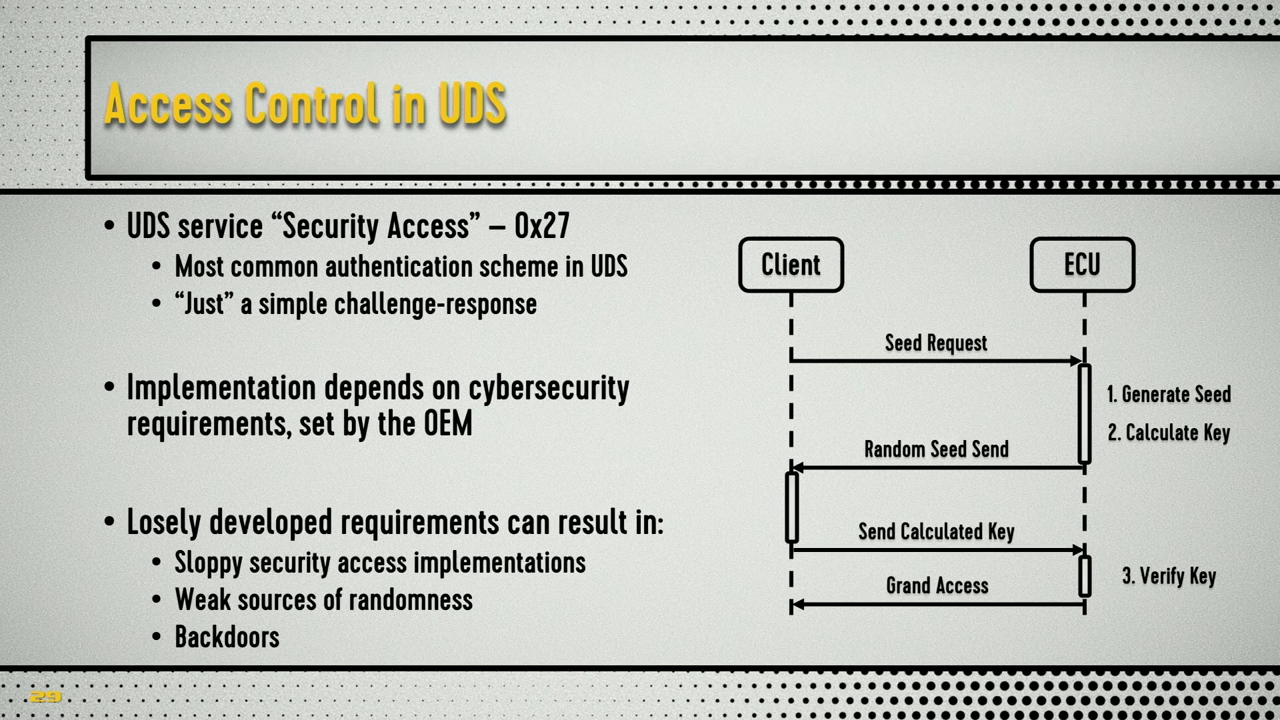 Access Control in UDS
• UDS service “Security Access” – 0x27
• Most common authentication scheme in UDS
• “Just” a simple challenge-response
• Implementation depends on cybersecurity
requirements, set by the OEM
• Losely developed requirements can result in:
• Sloppy security access implementations
• Weak sources of randomness
• Backdoors
Client
ECU
Seed Request
1. Generate Seed
2. Calculate Key
Random Seed Send
Send Calculated Key
3. Verify Key
Grand Access
29